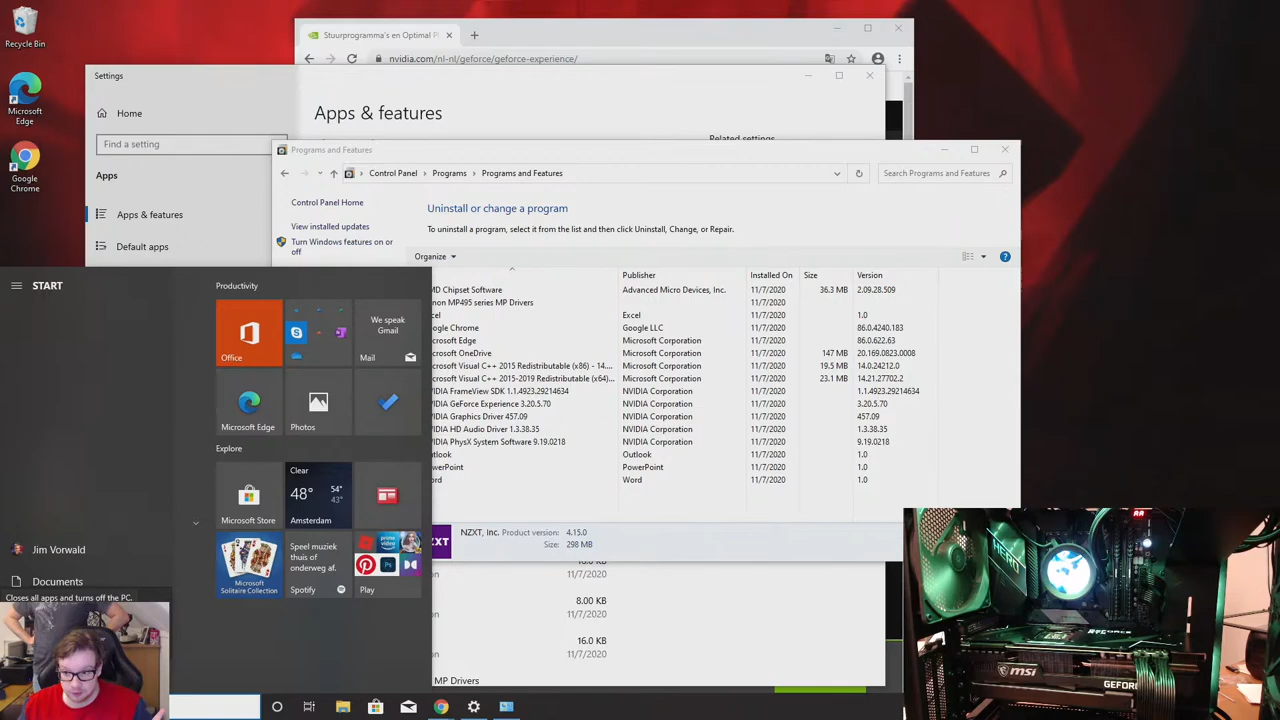 Recycle Bin
Microsoft
Edge
Google
Chrome
Stuurprogramma's en Optimal Pl
nvidia.com/nl-nl/geforce/geforce-experience/
Settings
Home
Find a setting
Apps
Apps & features
Default apps
Apps & features
Related settings
Programs and Features
Control Panel
Programs
Programs and Features
Search Programs and Features
Control Panel Home
View installed updates
Turn Windows features on or
off
Uninstall or change a program
To uninstall a program, select it from the list and then click Uninstall, Change, or Repair.
Organize
Publisher Installed On Size Version
MD Chipset Software Advanced Micro Devices, Inc. 11/7/2020 36.3 MB 2.09.28.509
non MP495 series MP Drivers 11/7/2020
cel Excel 11/7/2020 1.0
ogle Chrome Google LLC 11/7/2020 86.0.4240.183
crosoft Edge Microsoft Corporation 11/7/2020 86.0.622.63
crosoft OneDrive Microsoft Corporation 11/7/2020 147 MB 20.169.0823.0008
crosoft Visual C++ 2015 Redistributable (x86) - 14.... Microsoft Corporation 11/7/2020 19.5 MB 14.0.24212.0
crosoft Visual C++ 2015-2019 Redistributable (x64)... Microsoft Corporation 11/7/2020 23.1 MB 14.21.27702.2
VIDIA FrameView SDK 1.1.4923.29214634 NVIDIA Corporation 11/7/2020 1.1.4923.29214634
VIDIA GeForce Experience 3.20.5.70 NVIDIA Corporation 11/7/2020 3.20.5.70
VIDIA Graphics Driver 457.09 NVIDIA Corporation 11/7/2020 457.09
VIDIA HD Audio Driver 1.3.38.35 NVIDIA Corporation 11/7/2020 1.3.38.35
VIDIA PhysX System Software 9.19.0218 NVIDIA Corporation 11/7/2020 9.19.0218
utlook Outlook 11/7/2020 1.0
werPoint PowerPoint 11/7/2020 1.0
ord Word 11/7/2020 1.0
ZXT
NZXT, Inc. Product version: 4.15.0
Size: 298 MB
16.0 KB
11/7/2020
8.00 KB
11/7/2020
16.0 KB
11/7/2020
MP Drivers
START
Productivity
Office
We speak
Gmail
Mail
Microsoft Edge
Photos
Explore
Microsoft Store
Clear
48° 54°
43°
Amsterdam
Microsoft
Solitaire Collection
Speel muziek
thuis of
onderweg af.
Spotify
prime video
Play
Jim Vorwald
Documents
Closes all apps and turns off the PC.
HERO
AA
msi
GEFORCE